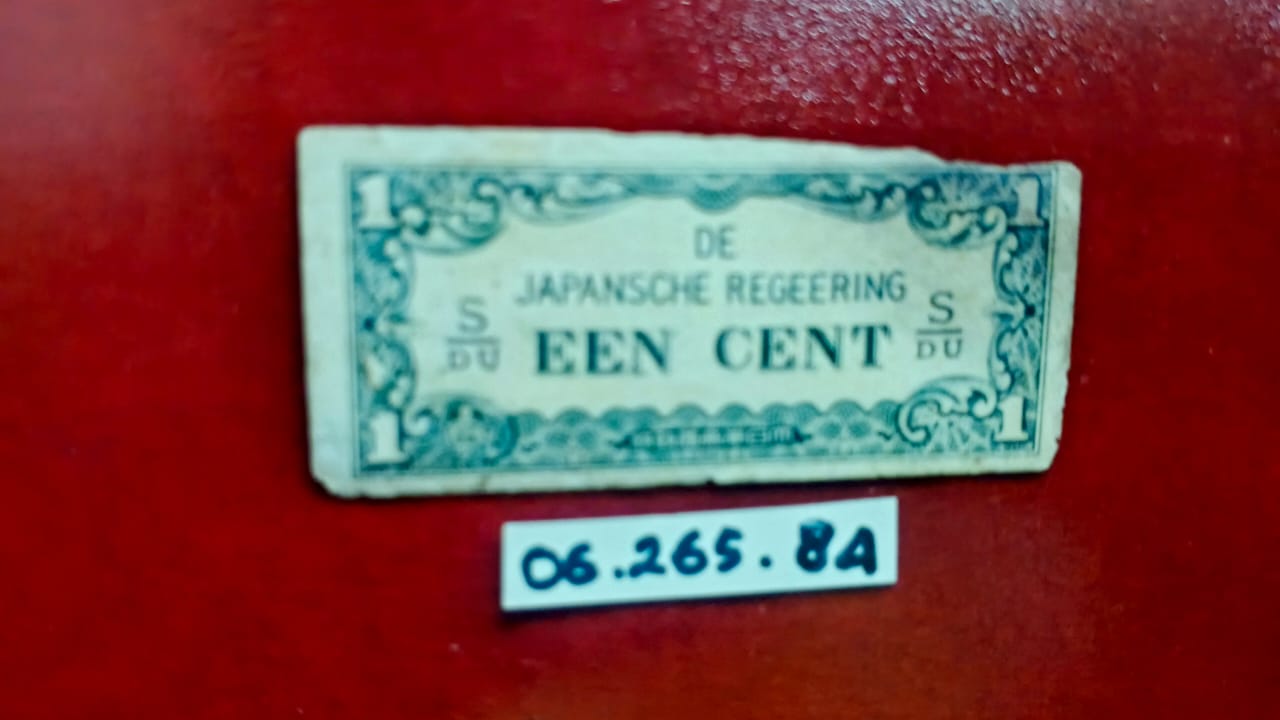 1 1
DE
JAPANSCHE REGEERING
S S
DU EEN CENT DU
1 1
06.265.8A